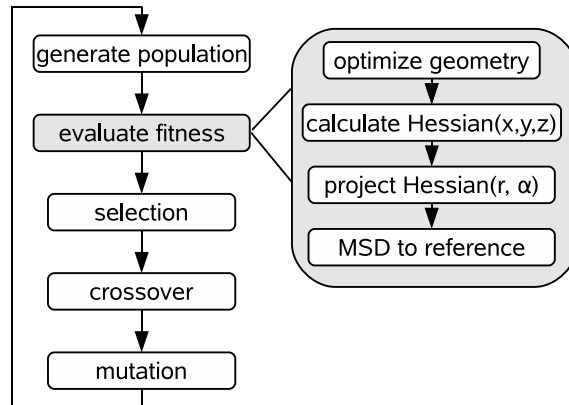 generate population
evaluate fitness
selection
crossover
mutation
optimize geometry
calculate Hessian(x,y,z)
project Hessian(r, α)
MSD to reference